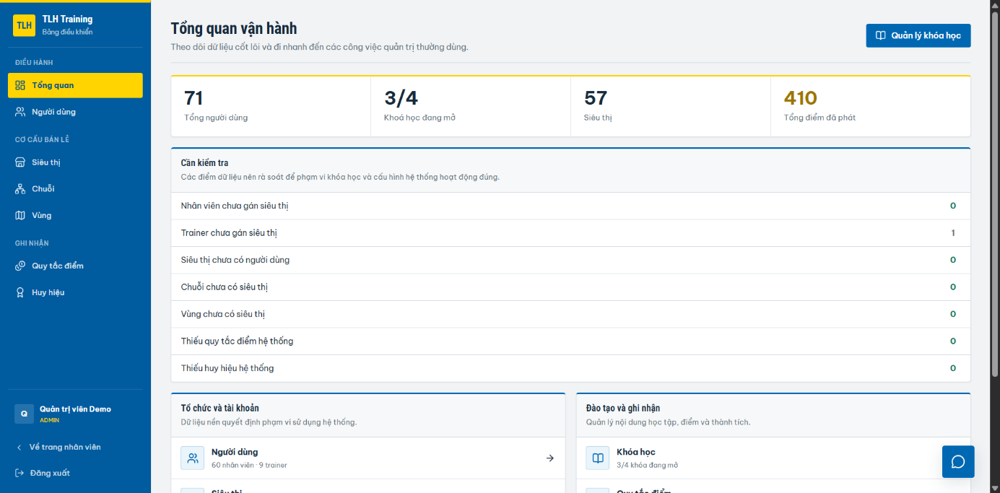 TLH
TLH Training
Bảng điều khiển
ĐIỀU HÀNH
Tổng quan
Người dùng
CƠ CẤU BÁN LẺ
Siêu thị
Chuỗi
Vùng
GHI NHẬN
Quy tắc điểm
Huy hiệu
Q
Quản trị viên Demo
ADMIN
Về trang nhân viên
Đăng xuất
Tổng quan vận hành
Theo dõi dữ liệu cốt lõi và đi nhanh đến các công việc quản trị thường dùng.
Quản lý khóa học
71
Tổng người dùng
3/4
Khoá học đang mở
57
Siêu thị
410
Tổng điểm đã phát
Cần kiểm tra
Các điểm dữ liệu nên rà soát để phạm vi khóa học và cấu hình hệ thống hoạt động đúng.
Nhân viên chưa gán siêu thị 0
Trainer chưa gán siêu thị 1
Siêu thị chưa có người dùng 0
Chuỗi chưa có siêu thị 0
Vùng chưa có siêu thị 0
Thiếu quy tắc điểm hệ thống 0
Thiếu huy hiệu hệ thống 0
Tổ chức và tài khoản
Dữ liệu nền quyết định phạm vi sử dụng hệ thống.
Người dùng
60 nhân viên · 9 trainer
Siêu thị
Đào tạo và ghi nhận
Quản lý nội dung học tập, điểm và thành tích.
Khóa học
3/4 khóa đang mở
Quy tắc điểm